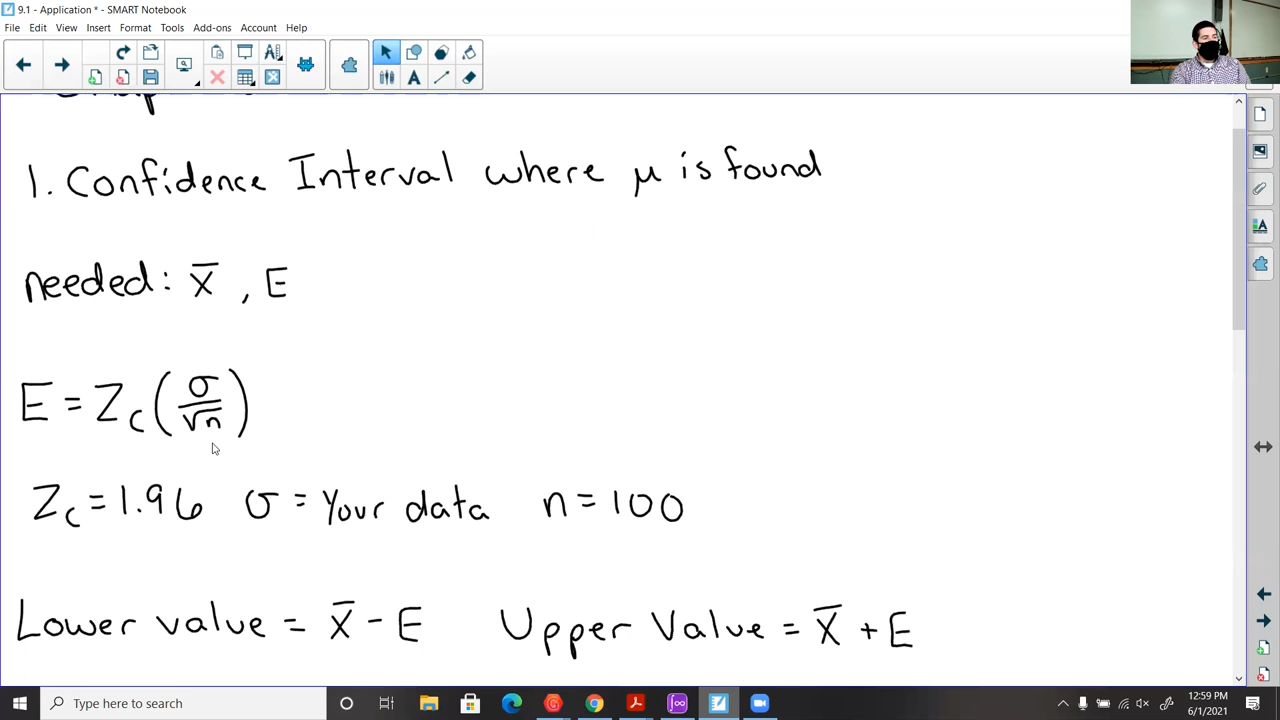 9.1 - Application * - SMART Notebook
File Edit View Insert Format Tools Add-ons Account Help
1. Confidence Interval where μ is found
needed: x̄ , E
E = Zc(σ/√n)
Zc = 1.96 σ = Your data n = 100
Lower value = x̄ - E Upper Value = x̄ + E
Type here to search
12:59 PM
6/1/2021